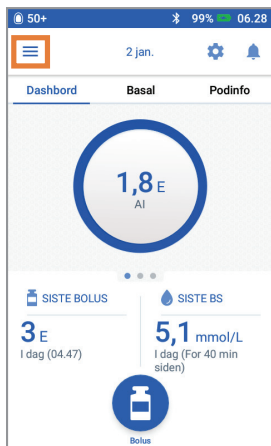 50+ 99% 06.28
2 jan.
Dashbord Basal Podinfo
1,8 E
AI
SISTE BOLUS
3 E
I dag (04.47)
SISTE BS
5,1 mmol/L
I dag (For 40 min
siden)
Bolus